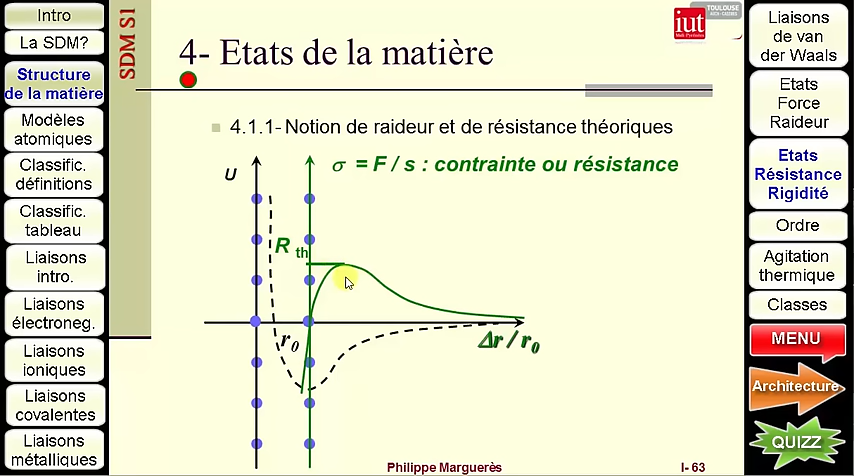 Intro
La SDM?
Structure
de la matière
Modèles
atomiques
Classific.
définitions
Classific.
tableau
Liaisons
intro.
Liaisons
électroneg.
Liaisons
ioniques
Liaisons
covalentes
Liaisons
métalliques
SDM S1
4- Etats de la matière
iut
TOULOUSE
4.1.1- Notion de raideur et de résistance théoriques
U
σ = F / s : contrainte ou résistance
R th
r0
Δr / r0
Philippe Marguerès
I- 63
Liaisons
de van
der Waals
Etats
Force
Raideur
Etats
Résistance
Rigidité
Ordre
Agitation
thermique
Classes
MENU
Architecture
QUIZZ